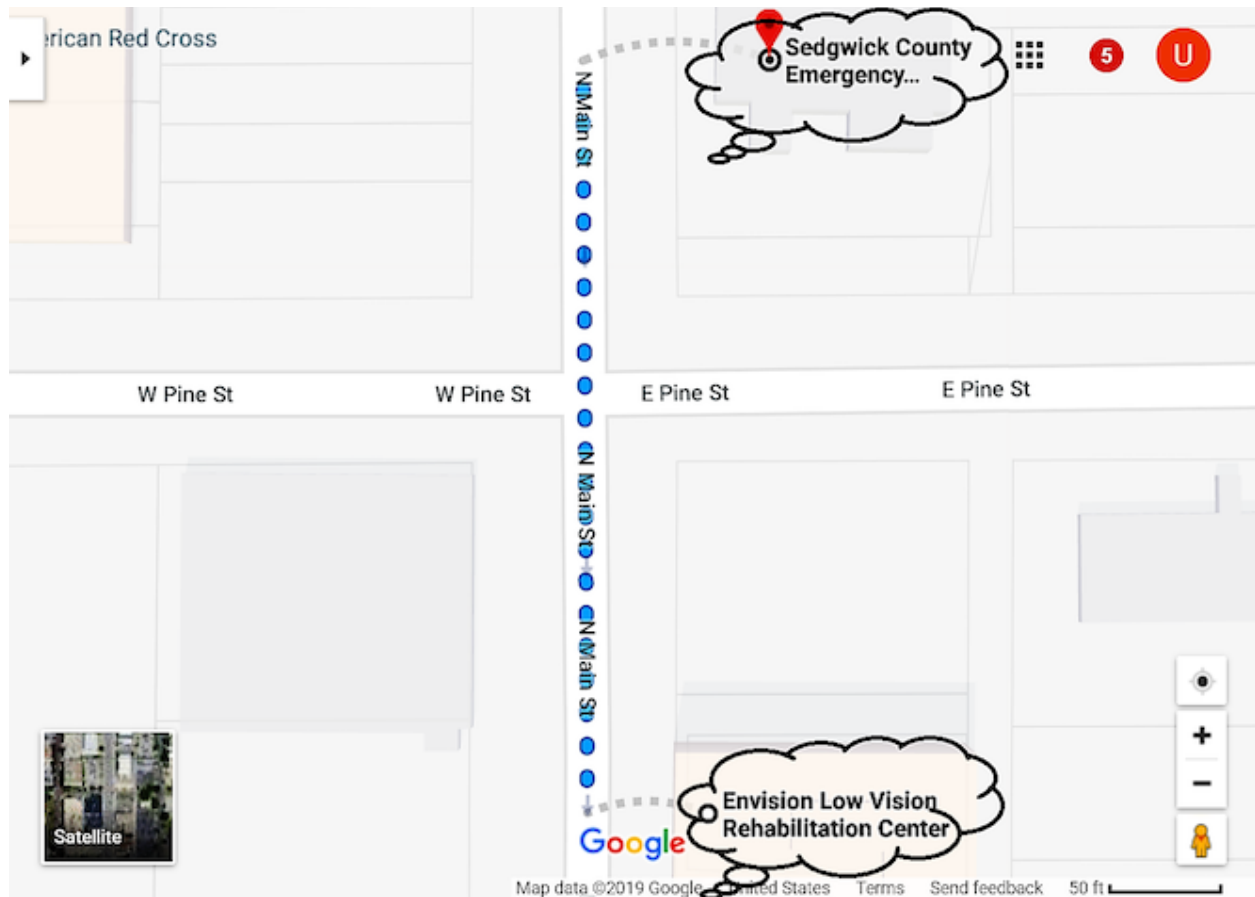 erican Red Cross
Sedgwick County
Emergency...
5
U
N Main St
W Pine St
W Pine St
E Pine St
E Pine St
N Main St
N Main St
Satellite
Envision Low Vision
Rehabilitation Center
Google
Map data ©2019 Google
United States
Terms
Send feedback
50 ft